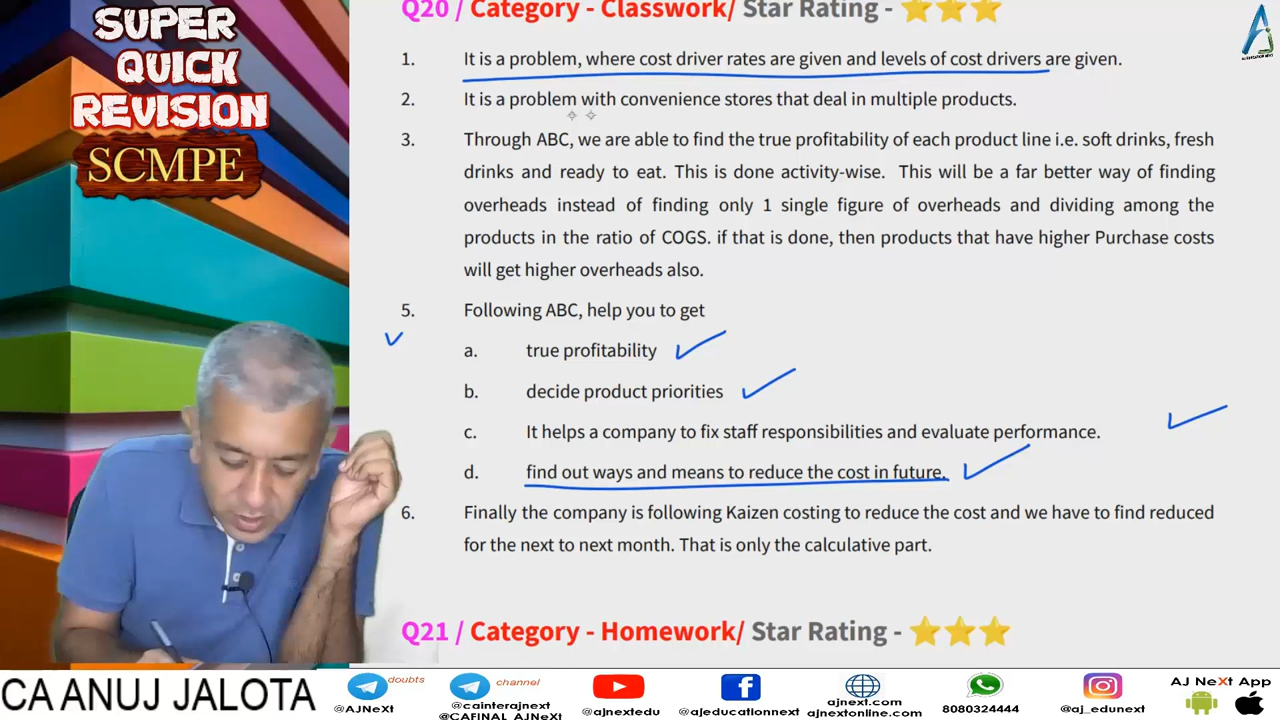 SUPER
QUICK
REVISION
SCMPE
Q20 / Category - Classwork/ Star Rating -
1. It is a problem, where cost driver rates are given and levels of cost drivers are given.
2. It is a problem with convenience stores that deal in multiple products.
3. Through ABC, we are able to find the true profitability of each product line i.e. soft drinks, fresh
drinks and ready to eat. This is done activity-wise. This will be a far better way of finding
overheads instead of finding only 1 single figure of overheads and dividing among the
products in the ratio of COGS. if that is done, then products that have higher Purchase costs
will get higher overheads also.
5. Following ABC, help you to get
a. true profitability
b. decide product priorities
c. It helps a company to fix staff responsibilities and evaluate performance.
d. find out ways and means to reduce the cost in future.
6. Finally the company is following Kaizen costing to reduce the cost and we have to find reduced
for the next to next month. That is only the calculative part.
Q21 / Category - Homework/ Star Rating -
CA ANUJ JALOTA
doubts
@AJNeXt
channel
@cainterajnext
@CAFINAL_AJNeXt
@ajnextedu
@ajeducationnext
ajnext.com
ajnextonline.com
8080324444
@aj_edunext
AJ NeXt App